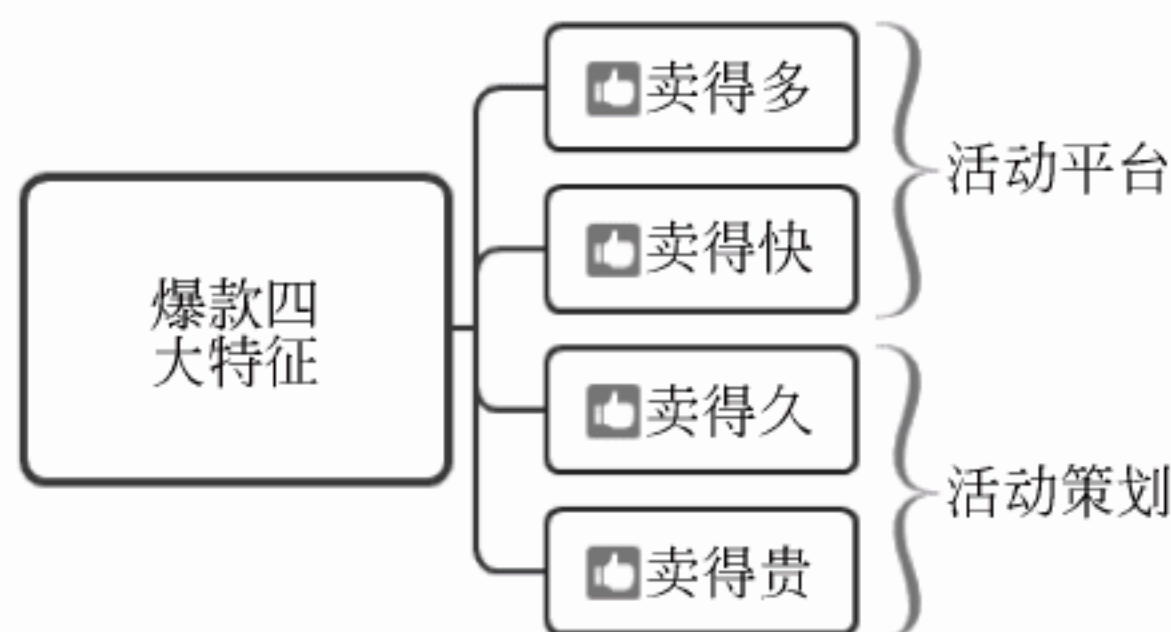 爆款四
大特征
卖得多
卖得快
活动平台
卖得久
卖得贵
活动策划